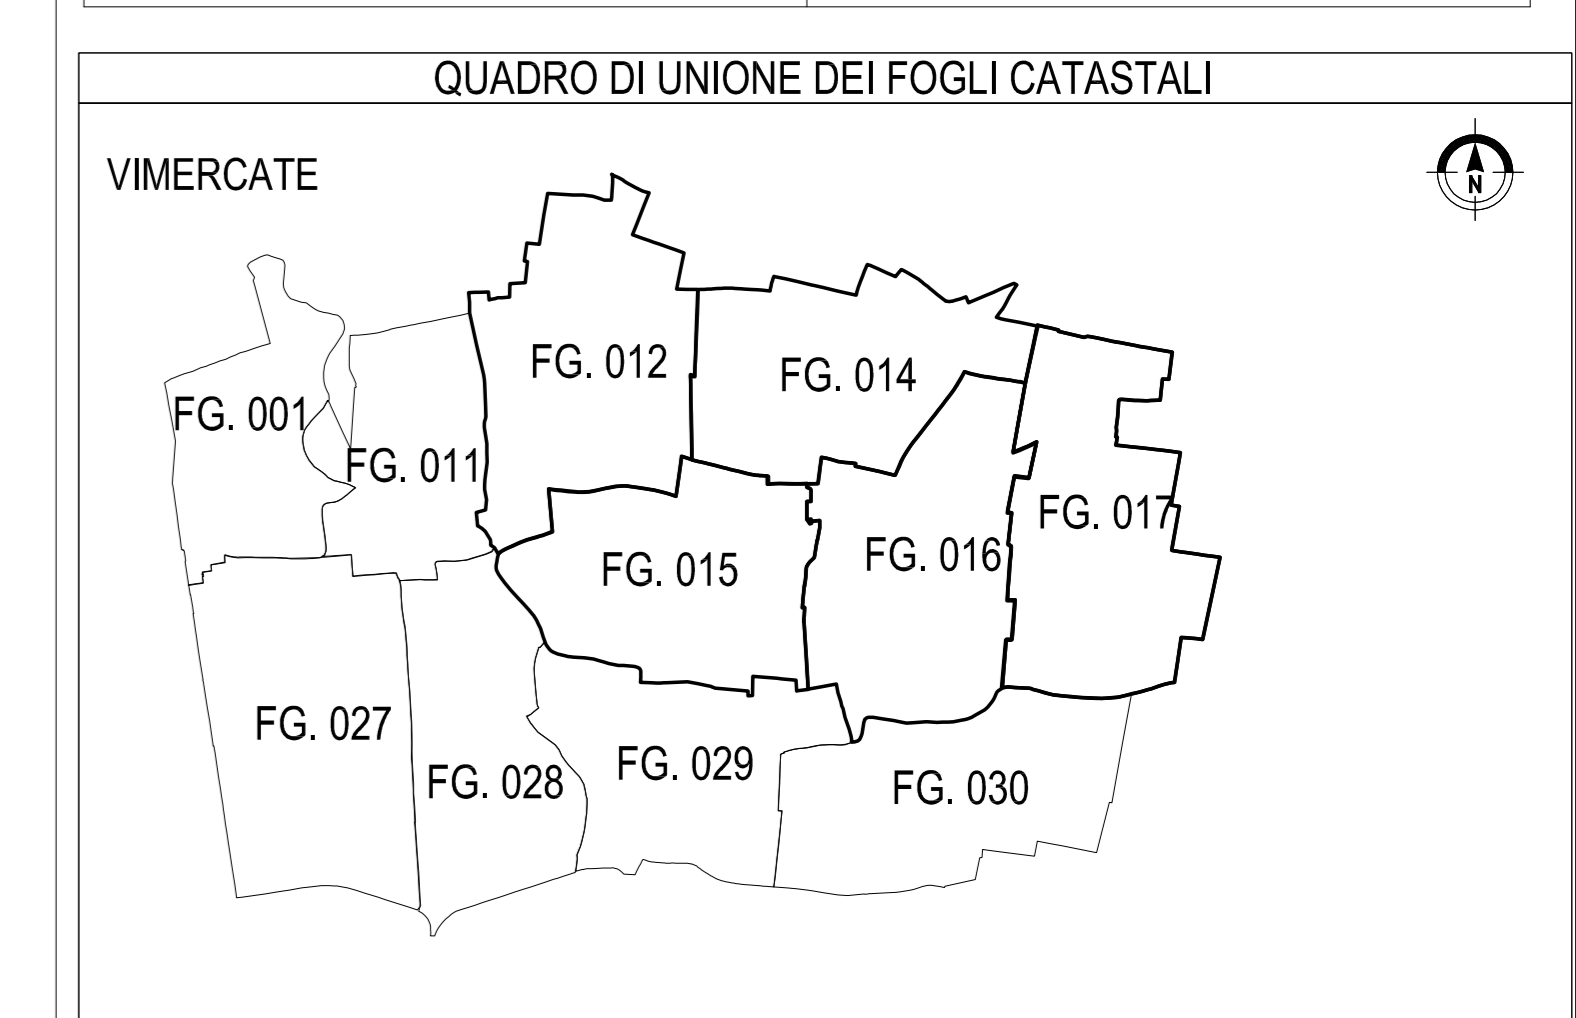 QUADRO DI UNIONE DEI FOGLI CATASTALI
VIMERCATE
N
FG. 012
FG. 014
FG. 001
FG. 011
FG. 017
FG. 016
FG. 015
FG. 027
FG. 029
FG. 028
FG. 030